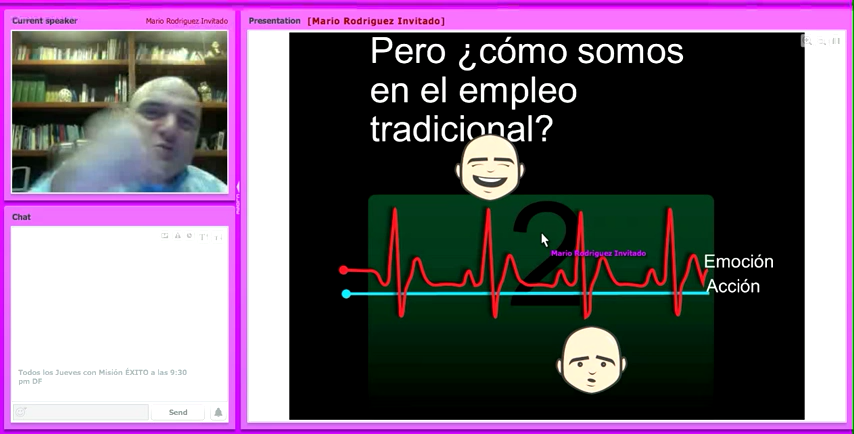 Current speaker
Mario Rodriguez Invitado
Presentation [Mario Rodriguez Invitado]
Pero ¿cómo somos
en el empleo
tradicional?
2
Mario Rodriguez Invitado
Emoción
Acción
Chat
Todos los Jueves con Misión ÉXITO a las 9:30
pm DF
Send